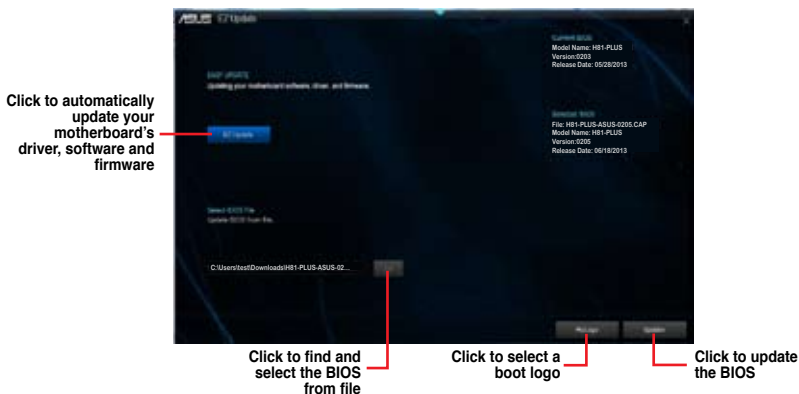 ASUS EZ Update
Current BIOS
Model Name: H81-PLUS
Version:0203
Release Date: 05/28/2013
EASY UPDATE
Updating your motherboard software, driver, and firmware.
Click to automatically
update your
motherboard's
driver, software and
firmware
EZ Update
Selected BIOS
File: H81-PLUS-ASUS-0205.CAP
Model Name: H81-PLUS
Version:0205
Release Date: 06/18/2013
Select BIOS File
Update BIOS from file.
C:\Users\test\Downloads\H81-PLUS-ASUS-02...
MyLogo
Update
Click to find and
select the BIOS
from file
Click to select a
boot logo
Click to update
the BIOS